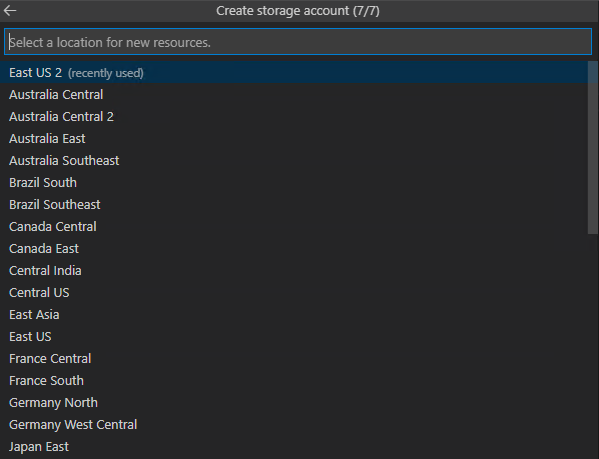 Create storage account (7/7)
Select a location for new resources.
East US 2 (recently used)
Australia Central
Australia Central 2
Australia East
Australia Southeast
Brazil South
Brazil Southeast
Canada Central
Canada East
Central India
Central US
East Asia
East US
France Central
France South
Germany North
Germany West Central
Japan East